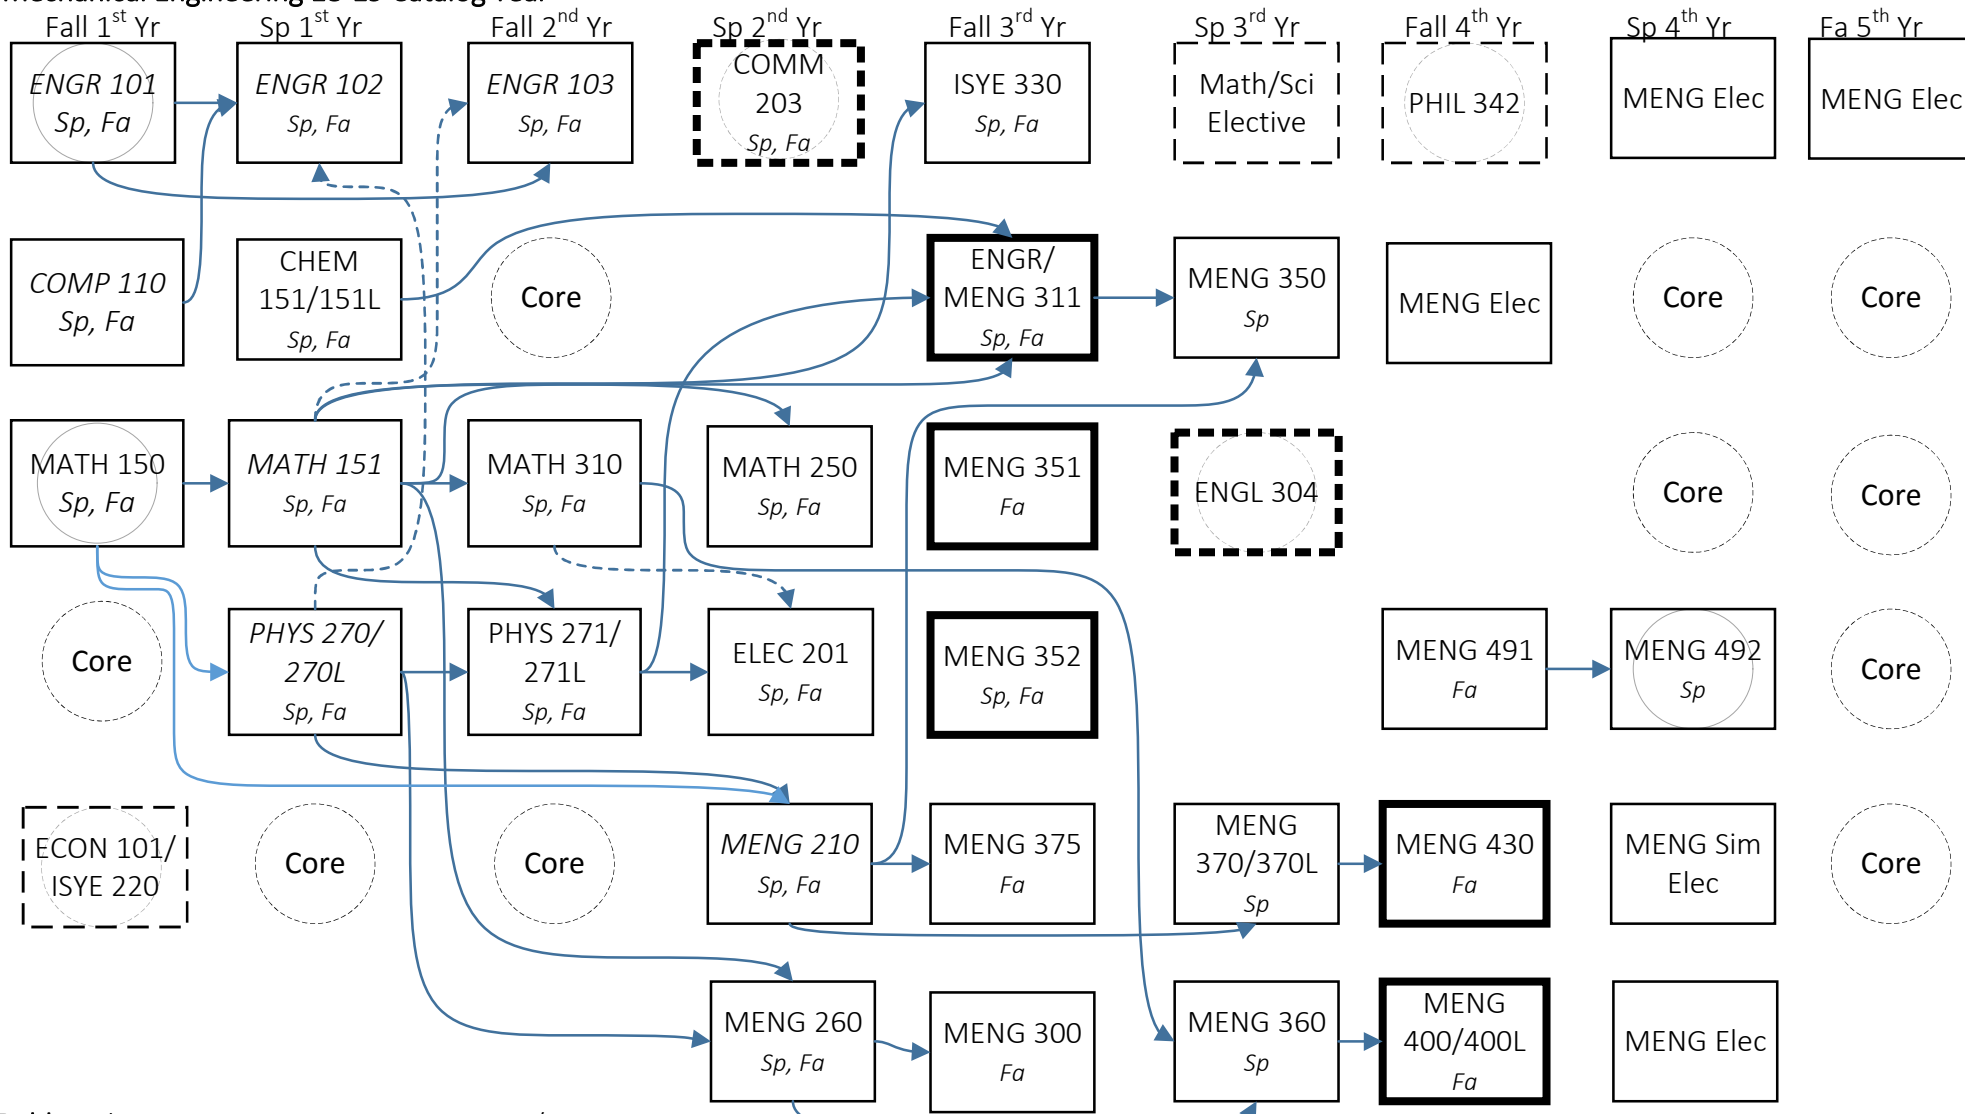 Fall 1st Yr
Sp 1st Yr
Fall 2nd Yr
Sp 2nd Yr
Fall 3rd Yr
Sp 3rd Yr
Fall 4th Yr
Sp 4th Yr
Fa 5th Yr
ENGR 101
Sp, Fa
ENGR 102
Sp, Fa
ENGR 103
Sp, Fa
COMM
203
Sp, Fa
ISYE 330
Sp, Fa
Math/Sci
Elective
PHIL 342
MENG Elec
MENG Elec
COMP 110
Sp, Fa
CHEM
151/151L
Sp, Fa
Core
ENGR/
MENG 311
Sp, Fa
MENG 350
Sp
MENG Elec
Core
Core
MATH 150
Sp, Fa
MATH 151
Sp, Fa
MATH 310
Sp, Fa
MATH 250
Sp, Fa
MENG 351
Fa
ENGL 304
Core
Core
Core
PHYS 270/
270L
Sp, Fa
PHYS 271/
271L
Sp, Fa
ELEC 201
Sp, Fa
MENG 352
Sp, Fa
MENG 491
Fa
MENG 492
Sp
Core
ECON 101/
ISYE 220
Core
Core
MENG 210
Sp, Fa
MENG 375
Fa
MENG
370/370L
Sp
MENG 430
Fa
MENG Sim
Elec
Core
MENG 260
Sp, Fa
MENG 300
Fa
MENG 360
Sp
MENG
400/400L
Fa
MENG Elec